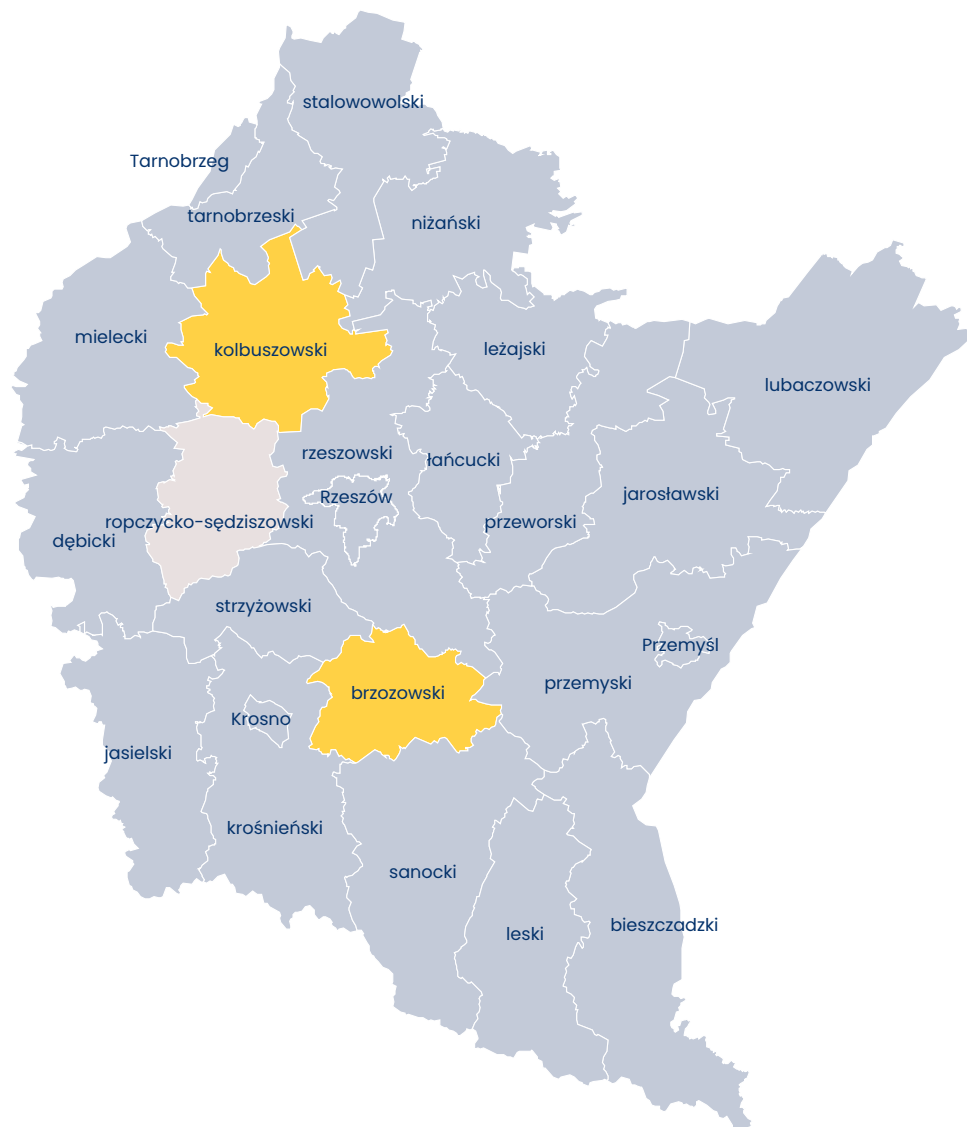 stalowowolski
Tarnobrzeg
tarnobrzeski
niżański
mielecki
kolbuszowski
leżajski
lubaczowski
rzeszowski
łańcucki
Rzeszów
jarosławski
ropczycko-sędziszowski
przeworski
dębicki
strzyżowski
Przemyśl
przemyski
brzozowski
Krosno
jasielski
krośnieński
sanocki
leski
bieszczadzki